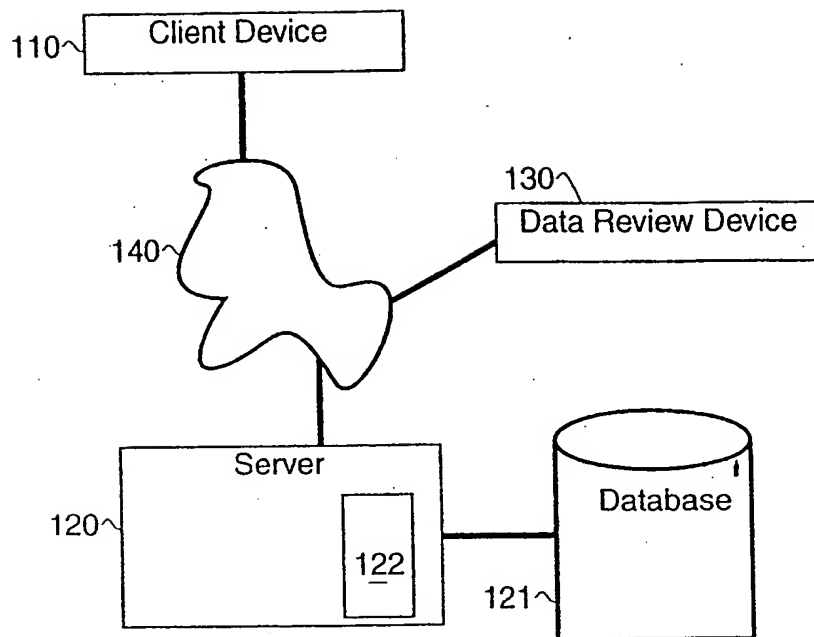 Client Device
110
130
Data Review Device
140
Server
120
122
Database
121